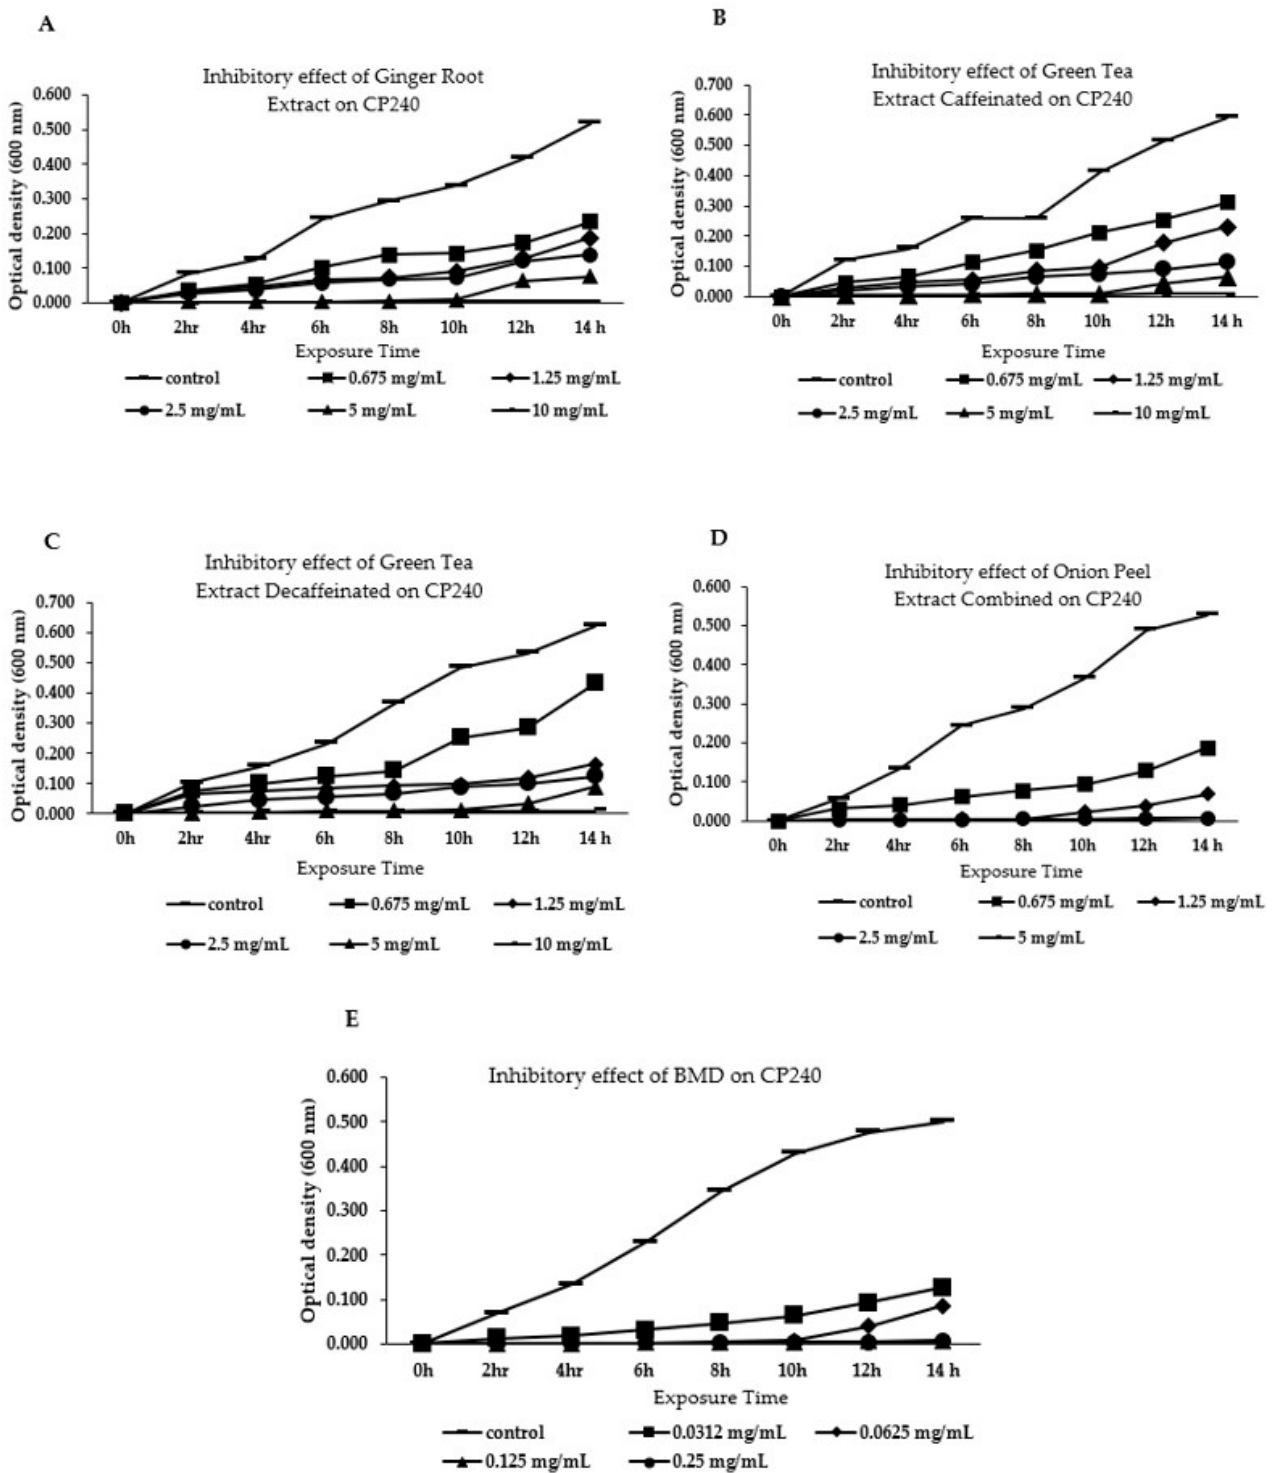 A
Inhibitory effect of Ginger Root
Extract on CP240
Optical density (600 nm)
0.600
0.500
0.400
0.300
0.200
0.100
0.000
0h 2hr 4hr 6h 8h 10h 12h 14 h
Exposure Time
control 0.675 mg/mL 1.25 mg/mL
2.5 mg/mL 5 mg/mL 10 mg/mL
B
Inhibitory effect of Green Tea
Extract Caffeinated on CP240
Optical density (600 nm)
0.700
0.600
0.500
0.400
0.300
0.200
0.100
0.000
0h 2hr 4hr 6h 8h 10h 12h 14 h
Exposure Time
control 0.675 mg/mL 1.25 mg/mL
2.5 mg/mL 5 mg/mL 10 mg/mL
C
Inhibitory effect of Green Tea
Extract Decaffeinated on CP240
Optical density (600 nm)
0.700
0.600
0.500
0.400
0.300
0.200
0.100
0.000
0h 2hr 4hr 6h 8h 10h 12h 14 h
Exposure Time
control 0.675 mg/mL 1.25 mg/mL
2.5 mg/mL 5 mg/mL 10 mg/mL
D
Inhibitory effect of Onion Peel
Extract Combined on CP240
Optical density (600 nm)
0.600
0.500
0.400
0.300
0.200
0.100
0.000
0h 2hr 4hr 6h 8h 10h 12h 14 h
Exposure Time
control 0.675 mg/mL 1.25 mg/mL
2.5 mg/mL 5 mg/mL
E
Inhibitory effect of BMD on CP240
Optical density (600 nm)
0.600
0.500
0.400
0.300
0.200
0.100
0.000
0h 2hr 4hr 6h 8h 10h 12h 14 h
Exposure Time
control 0.0312 mg/mL 0.0625 mg/mL
0.125 mg/mL 0.25 mg/mL